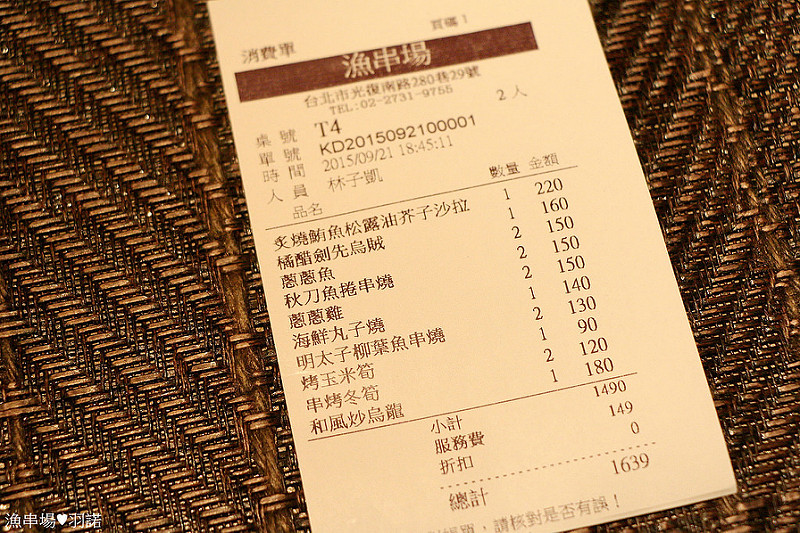 頁碼 1
消費單
漁串場
台北市光復南路280巷29號
TEL:02-2731-9755
桌號 T4 2 人
單號 KD2015092100001
時間 2015/09/21 18:45:11
人員 林子凱
品名 數量 金額
炙燒鮪魚松露油芥子沙拉 1 220
橘醋劍先烏賊 1 160
蔥蔥魚 2 150
秋刀魚捲串燒 2 150
蔥蔥雞 2 150
海鮮丸子燒 1 140
明太子柳葉魚串燒 2 130
烤玉米筍 1 90
串烤冬筍 2 120
和風炒烏龍 1 180
小計 1490
服務費 149
折扣 0
總計 1639
單，請核對是否有誤！
漁串場♥羽諾